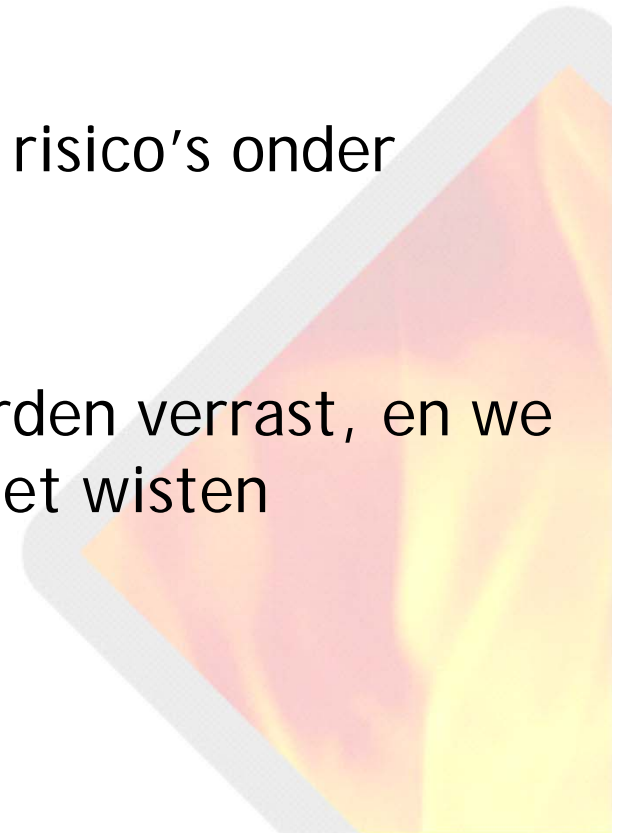 risico's onder
rden verrast, en we
et wisten